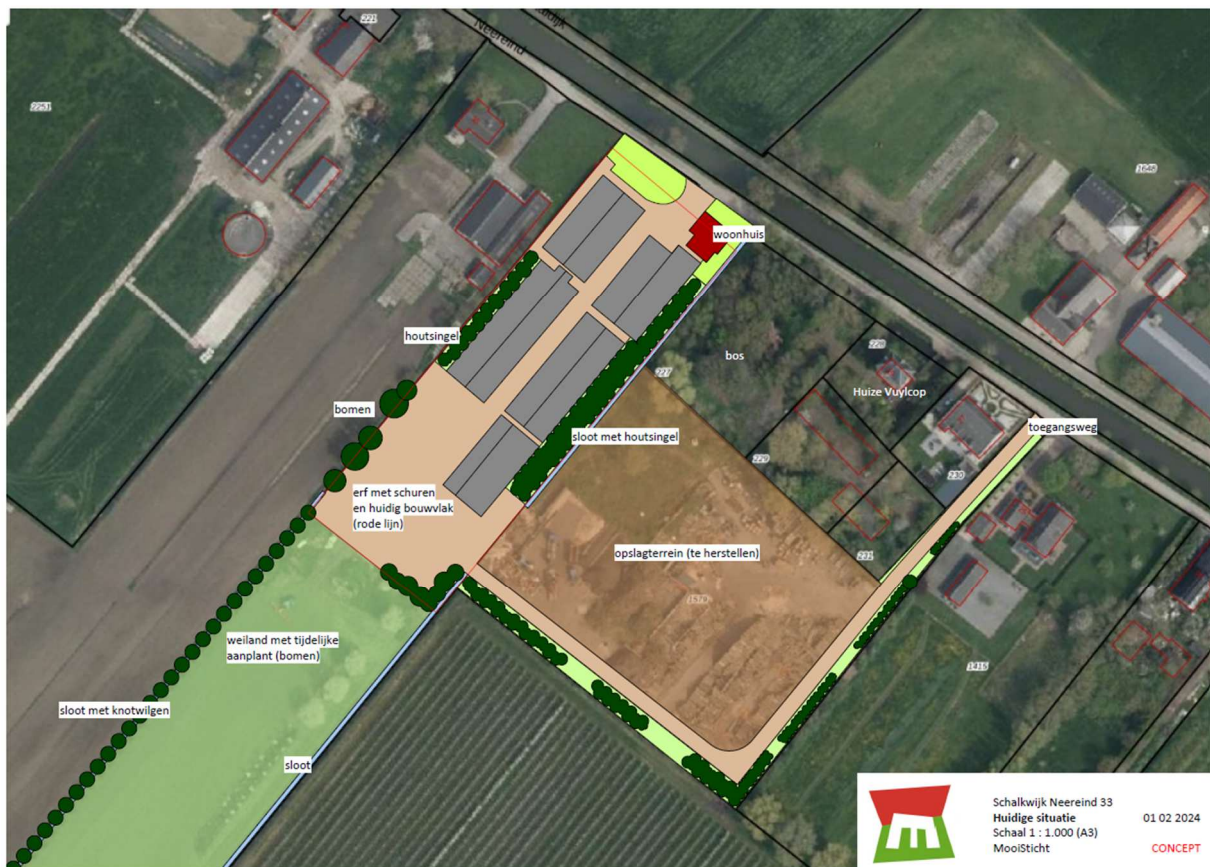 221
Neereind
2251
1648
woonhuis
houtsingel
bos
228
227
Huize Vuylcop
bomen
toegangsweg
sloot met houtsingel
229
230
erf met schuren
en huidig bouwvlak
(rode lijn)
opslagterrein (te herstellen)
231
1579
weiland met tijdelijke
aanplant (bomen)
1415
sloot met knotwilgen
sloot
Schalkwijk Neereind 33
Huidige situatie 01 02 2024
Schaal 1 : 1.000 (A3)
MooiSticht CONCEPT